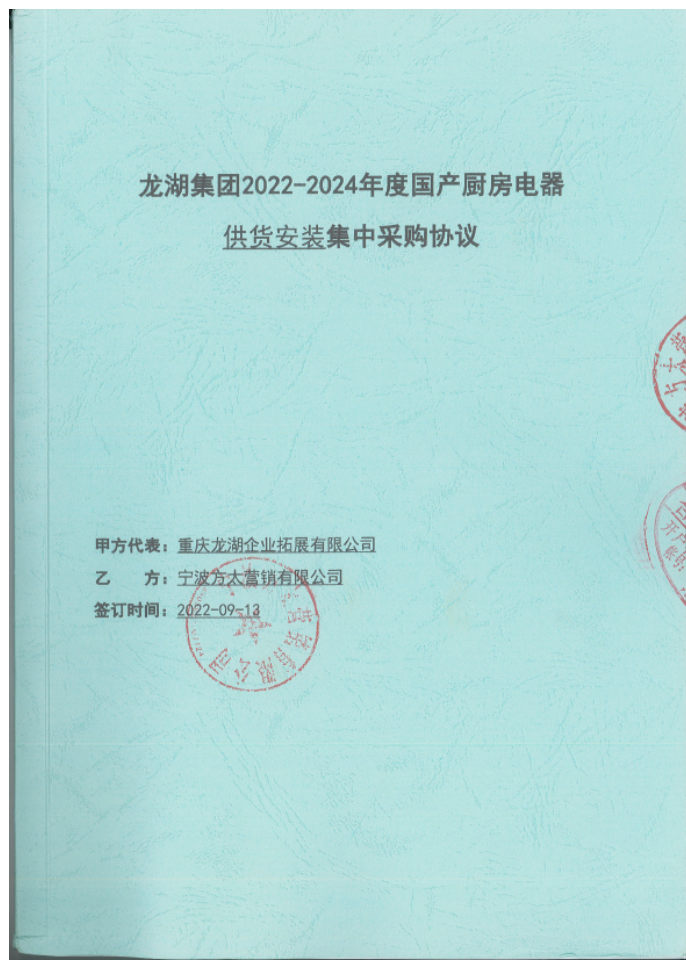 龙湖集团2022-2024年度国产厨房电器
供货安装集中采购协议
甲方代表：重庆龙湖企业拓展有限公司
乙 方：宁波方太营销有限公司
签订时间：2022-09-13